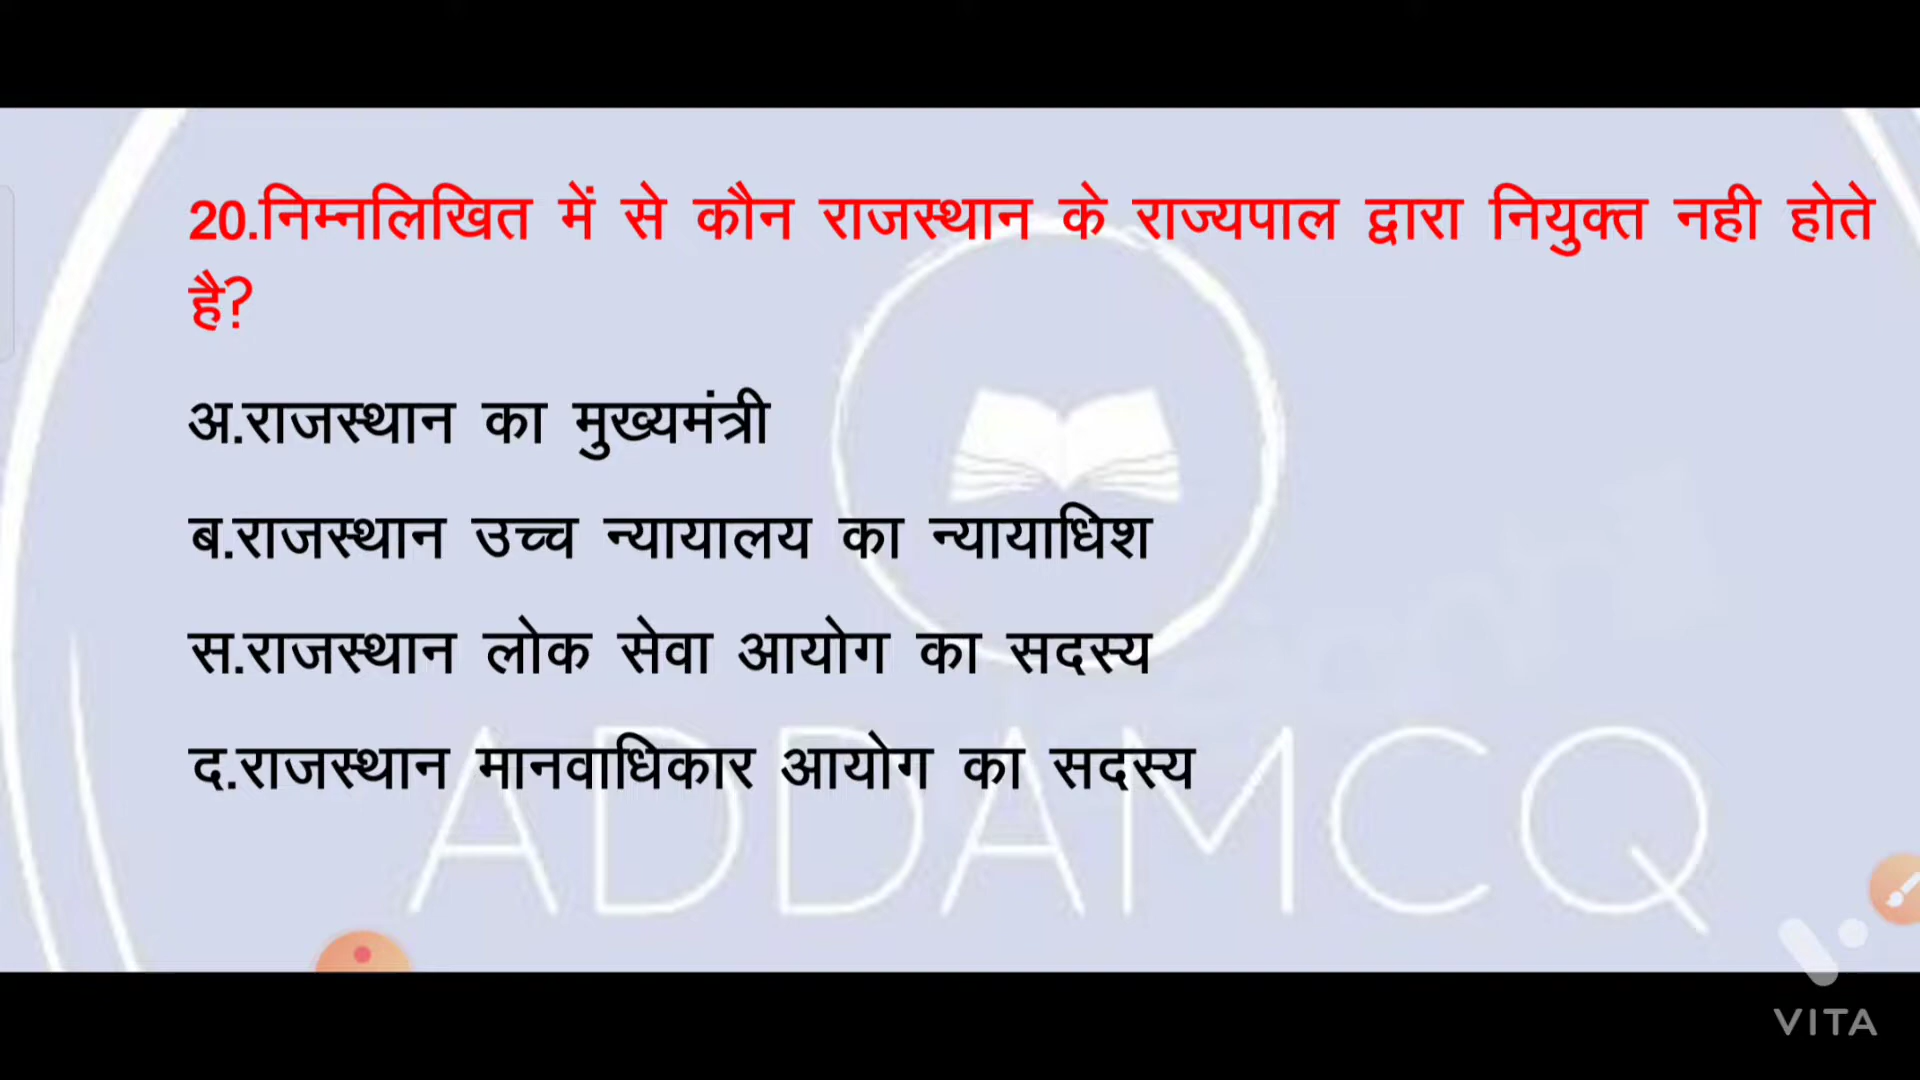 20.निम्नलिखित में से कौन राजस्थान के राज्यपाल द्वारा नियुक्त नही होते
है?
अ.राजस्थान का मुख्यमंत्री
ब.राजस्थान उच्च न्यायालय का न्यायाधिश
स.राजस्थान लोक सेवा आयोग का सदस्य
द.राजस्थान मानवाधिकार आयोग का सदस्य
ADDAMCQ
VITA